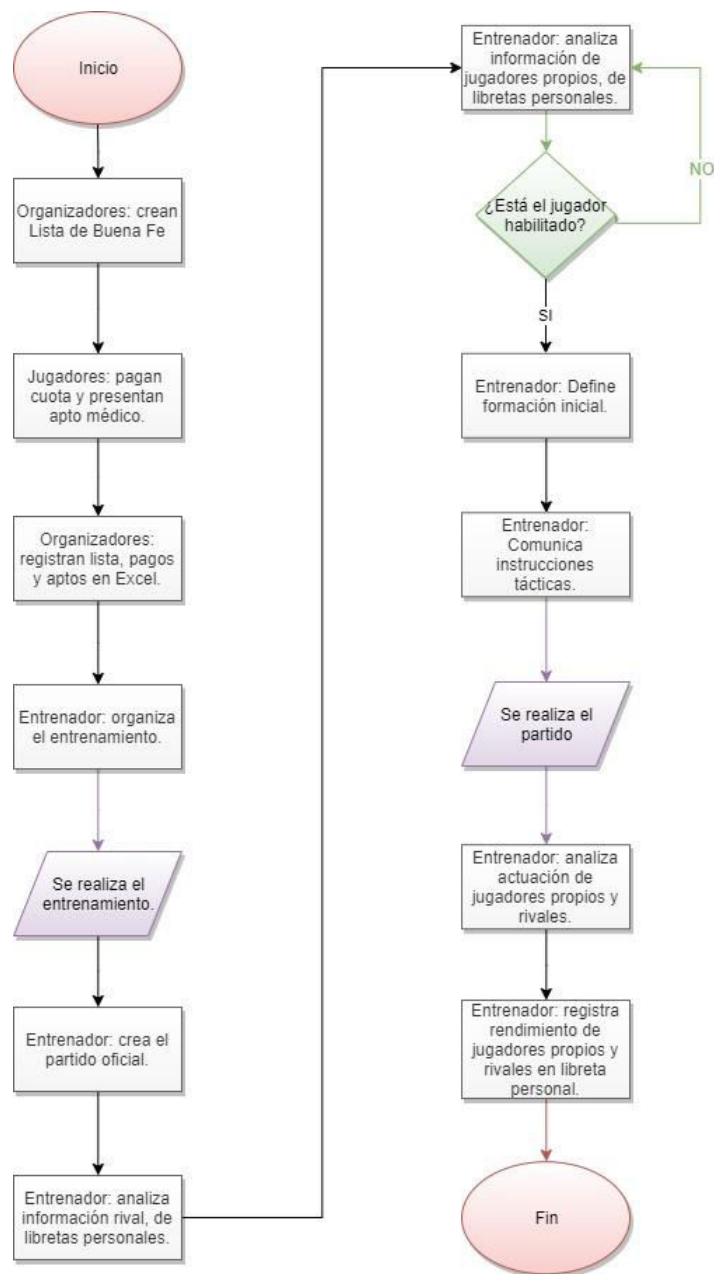 Inicio
Organizadores: crean
Lista de Buena Fe
Jugadores: pagan
cuota y presentan
apto médico.
Organizadores:
registran lista, pagos
y aptos en Excel.
Entrenador: organiza
el entrenamiento.
Se realiza el
entrenamiento.
Entrenador: crea el
partido oficial.
Entrenador: analiza
información rival, de
libretas personales.
Entrenador: analiza
información de
jugadores propios, de
libretas personales.
NO
¿Está el jugador
habilitado?
SI
Entrenador: Define
formación inicial.
Entrenador:
Comunica
instrucciones
tácticas.
Se realiza el
partido
Entrenador: analiza
actuación de
jugadores propios y
rivales.
Entrenador: registra
rendimiento de
jugadores propios y
rivales en libreta
personal.
Fin